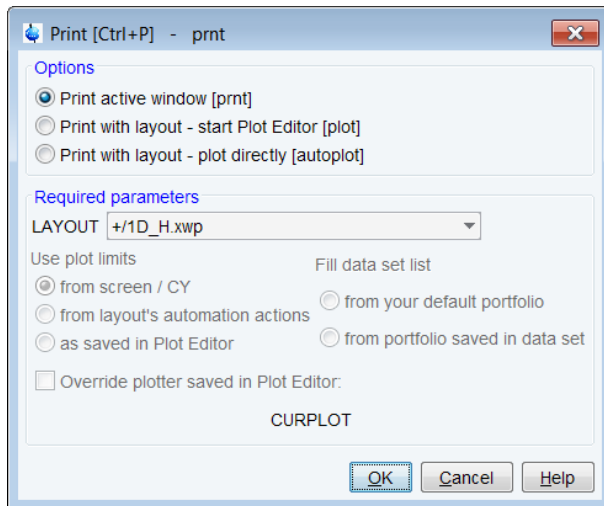 Print [Ctrl+P] - prnt
Options
Print active window [prnt]
Print with layout - start Plot Editor [plot]
Print with layout - plot directly [autoplot]
Required parameters
LAYOUT +/1D_H.xwp
Use plot limits
from screen / CY
from layout's automation actions
as saved in Plot Editor
Fill data set list
from your default portfolio
from portfolio saved in data set
Override plotter saved in Plot Editor:
CURPLOT
OK Cancel Help